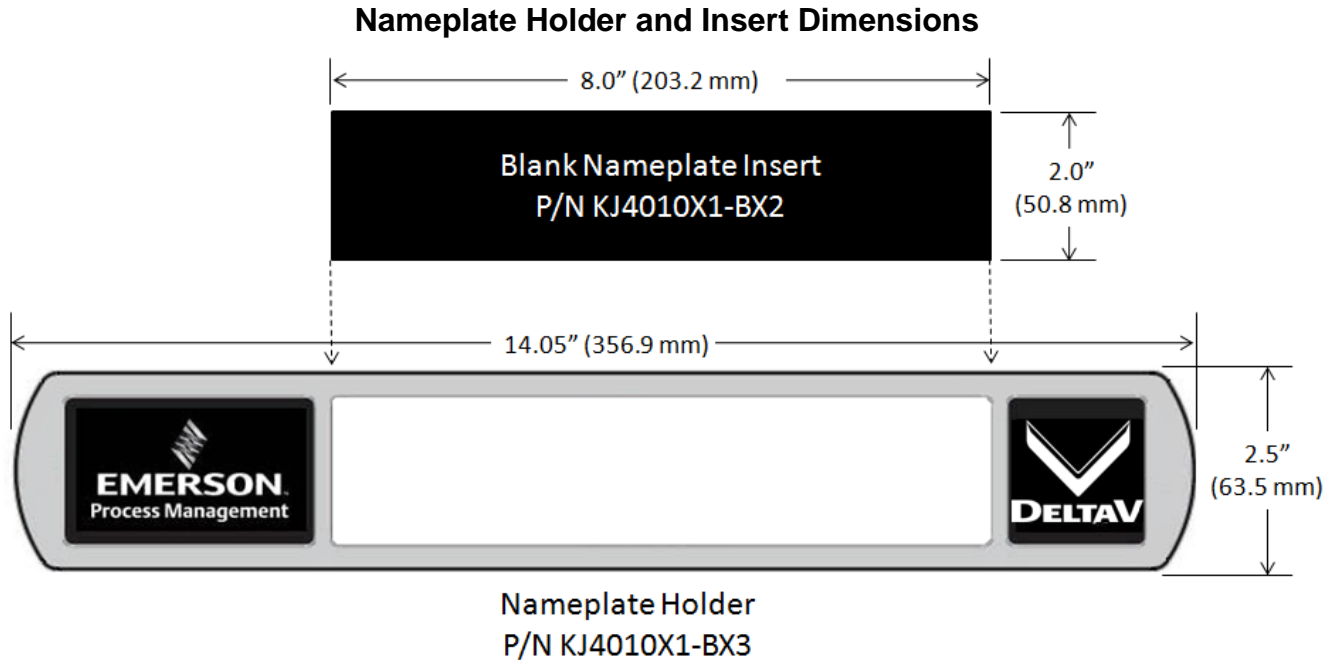 Nameplate Holder and Insert Dimensions
8.0” (203.2 mm)
Blank Nameplate Insert
P/N KJ4010X1-BX2
2.0”
(50.8 mm)
14.05” (356.9 mm)
EMERSON.
Process Management
DELTAV
2.5”
(63.5 mm)
Nameplate Holder
P/N KJ4010X1-BX3